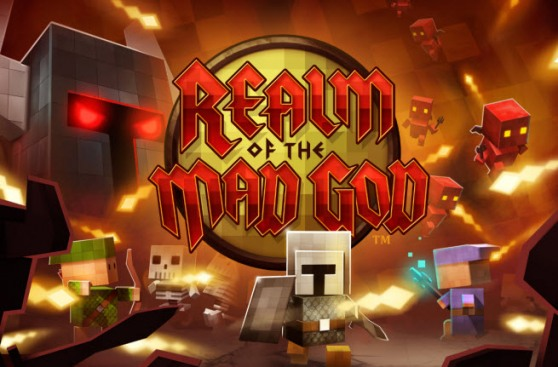 REALM
OF THE
MAD GOD
TM